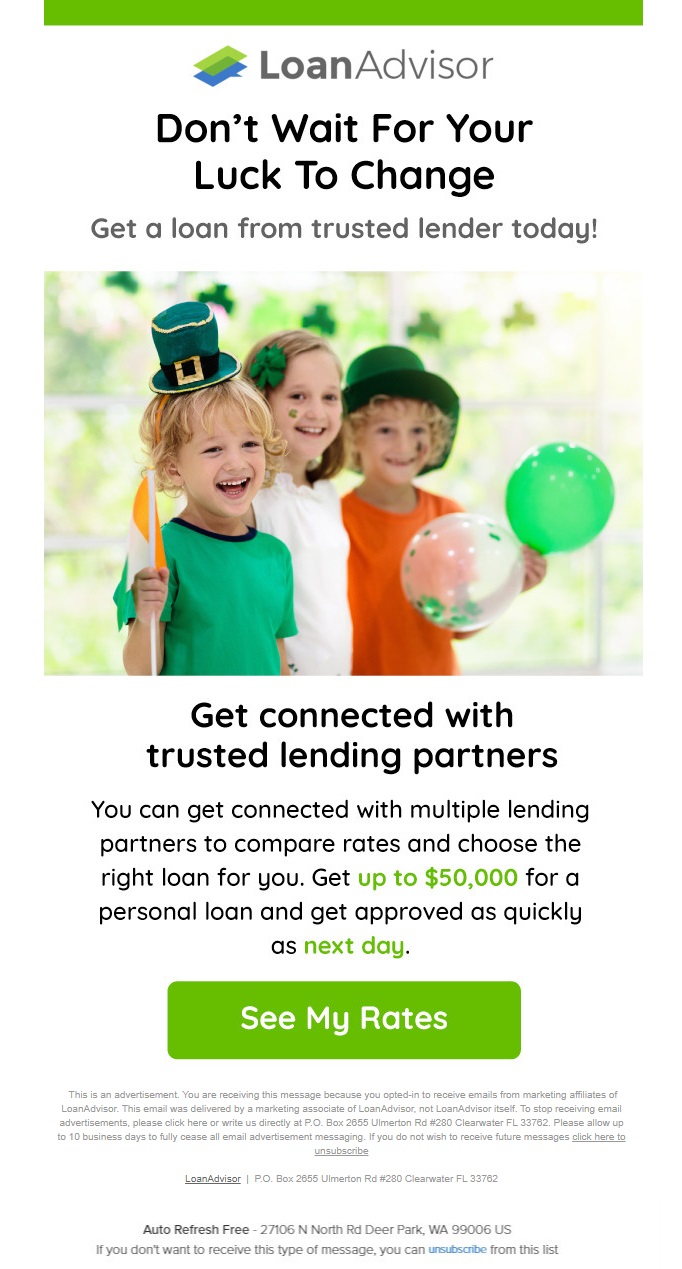 LoanAdvisor
Don’t Wait For Your
Luck To Change
Get a loan from trusted lender today!
Get connected with
trusted lending partners
You can get connected with multiple lending
partners to compare rates and choose the
right loan for you. Get up to $50,000 for a
personal loan and get approved as quickly
as next day.
See My Rates
This is an advertisement. You are receiving this message because you opted-in to receive emails from marketing affiliates of
LoanAdvisor. This email was delivered by a marketing associate of LoanAdvisor, not LoanAdvisor itself. To stop receiving email
advertisements, please click here or write us directly at P.O. Box 2655 Ulmerton Rd #280 Clearwater FL 33762. Please allow up
to 10 business days to fully cease all email advertisement messaging. If you do not wish to receive future messages click here to
unsubscribe
LoanAdvisor | P.O. Box 2655 Ulmerton Rd #280 Clearwater FL 33762
Auto Refresh Free - 27106 N North Rd Deer Park, WA 99006 US
If you don't want to receive this type of message, you can unsubscribe from this list